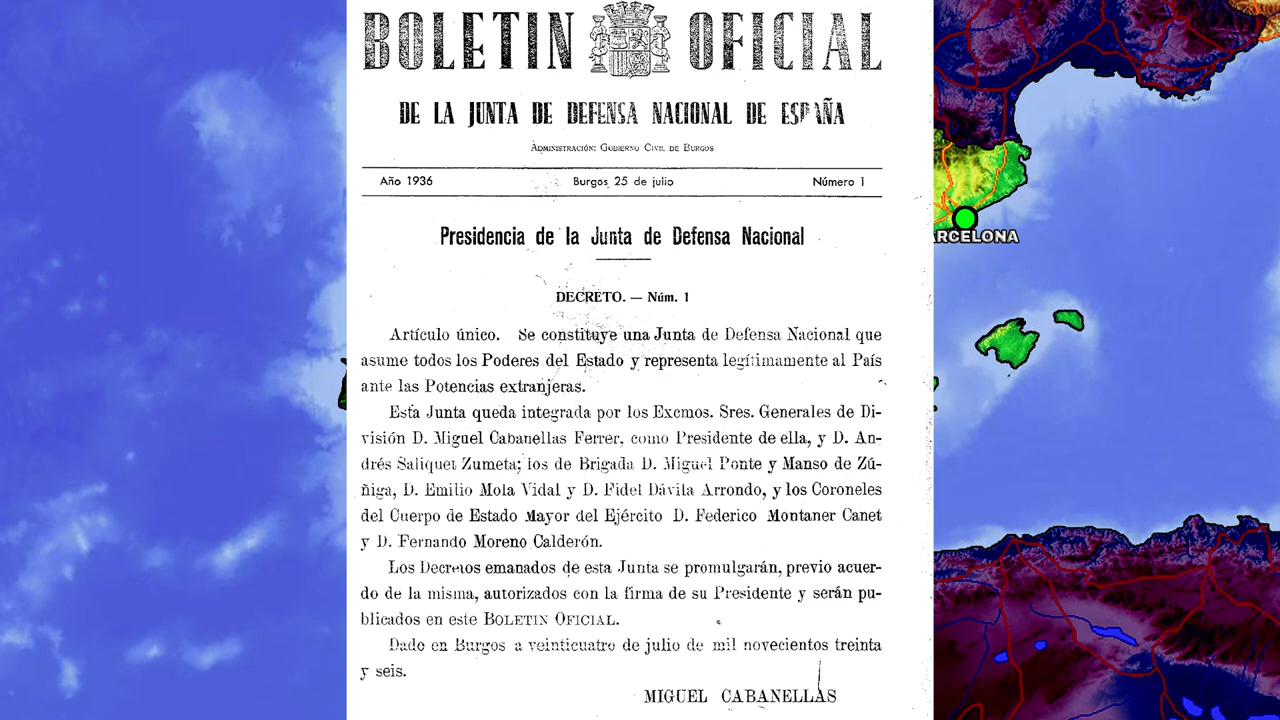 BOLETIN OFICIAL
DE LA JUNTA DE DEFENSA NACIONAL DE ESPAÑA
Administración: Gobierno Civil de Burgos
Año 1936 Burgos 25 de julio Número 1
Presidencia de la Junta de Defensa Nacional
DECRETO. — Núm. 1
Artículo único. Se constituye una Junta de Defensa Nacional que
asume todos los Poderes del Estado y representa legítimamente al País
ante las Potencias extranjeras.
Esta Junta queda integrada por los Excmos. Sres. Generales de Di-
visión D. Miguel Cabanellas Ferrer, como Presidente de ella, y D. An-
drés Saliquet Zumeta; los de Brigada D. Miguel Ponte y Manso de Zú-
ñiga, D. Emilio Mola Vidal y D. Fidel Dávila Arrondo, y los Coroneles
del Cuerpo de Estado Mayor del Ejército D. Federico Montaner Canet
y D. Fernando Moreno Calderón.
Los Decretos emanados de esta Junta se promulgarán, previo acuer-
do de la misma, autorizados con la firma de su Presidente y serán pu-
blicados en este BOLETIN OFICIAL.
Dado en Burgos a veinticuatro de julio de mil novecientos treinta
y seis.
MIGUEL CABANELLAS
ARCELONA